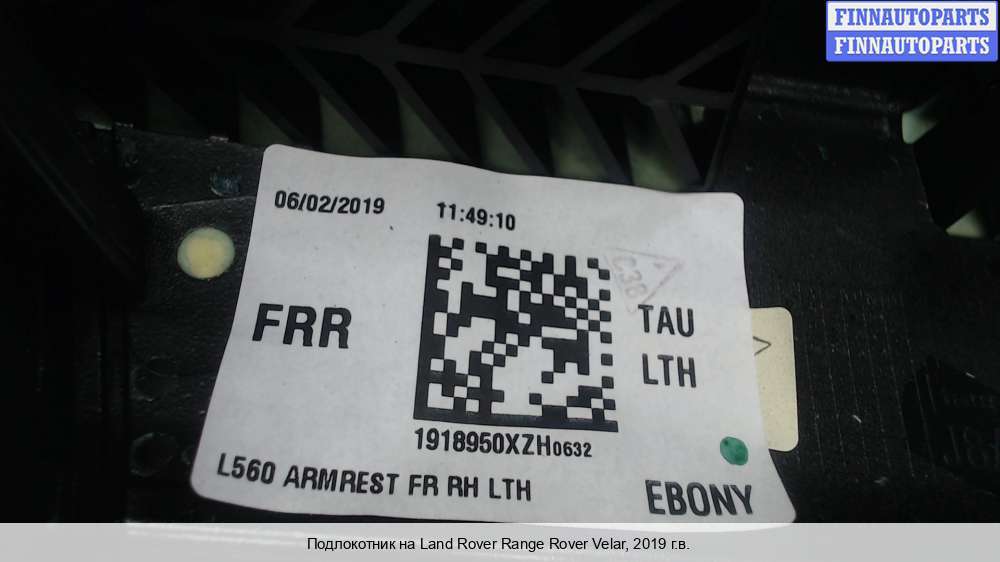 FINNAUTOPARTS
FINNAUTOPARTS
06/02/2019 11:49:10
C36
FRR
TAU
LTH
1918950XZH0632
L560 ARMREST FR RH LTH
EBONY
Подлокотник на Land Rover Range Rover Velar, 2019 г.в.